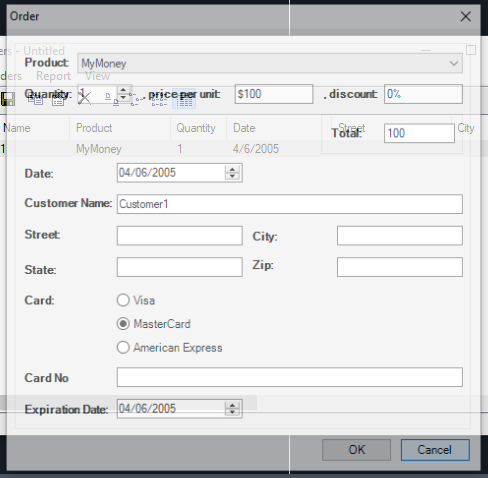 Order
ers - Untitled
Product: MyMoney
ders Report View
Quantity: 1 , price per unit: $100 , discount: 0%
Name Product Quantity Date Street City
Total: 100
1 MyMoney 1 4/6/2005
Date: 04/06/2005
Customer Name: Customer1
Street: City:
State: Zip:
Card: Visa
MasterCard
American Express
Card No
Expiration Date: 04/06/2005
OK Cancel